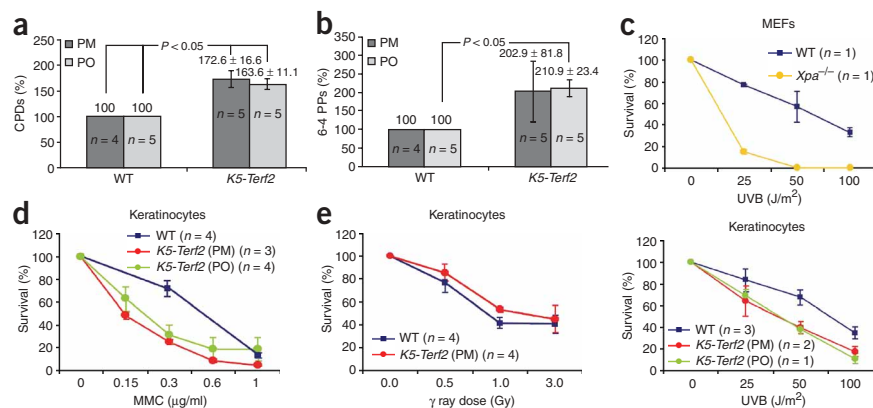 a
P < 0.05
PM
PO
172.6 ± 16.6
163.6 ± 11.1
CPDs (%)
250
200
150
100
50
0
100
100
n = 4
n = 5
n = 5
n = 5
WT
K5-Terf2
b
P < 0.05
PM
PO
202.9 ± 81.8
210.9 ± 23.4
6-4 PPs (%)
400
350
300
250
200
150
100
50
0
100
100
n = 4
n = 5
n = 5
n = 5
WT
K5-Terf2
c
MEFs
WT (n = 1)
Xpa–/– (n = 1)
Survival (%)
120
100
80
60
40
20
0
0
25
50
100
UVB (J/m²)
d
Keratinocytes
WT (n = 4)
K5-Terf2 (PM) (n = 3)
K5-Terf2 (PO) (n = 4)
Survival (%)
120
100
80
60
40
20
0
0
0.15
0.3
0.6
1
MMC (μg/ml)
e
Keratinocytes
Survival (%)
120
100
80
60
40
20
0
WT (n = 4)
K5-Terf2 (PM) (n = 4)
0.0
0.5
1.0
3.0
γ ray dose (Gy)
Keratinocytes
Survival (%)
120
100
80
60
40
20
0
WT (n = 3)
K5-Terf2 (PM) (n = 2)
K5-Terf2 (PO) (n = 1)
0
25
50
100
UVB (J/m²)